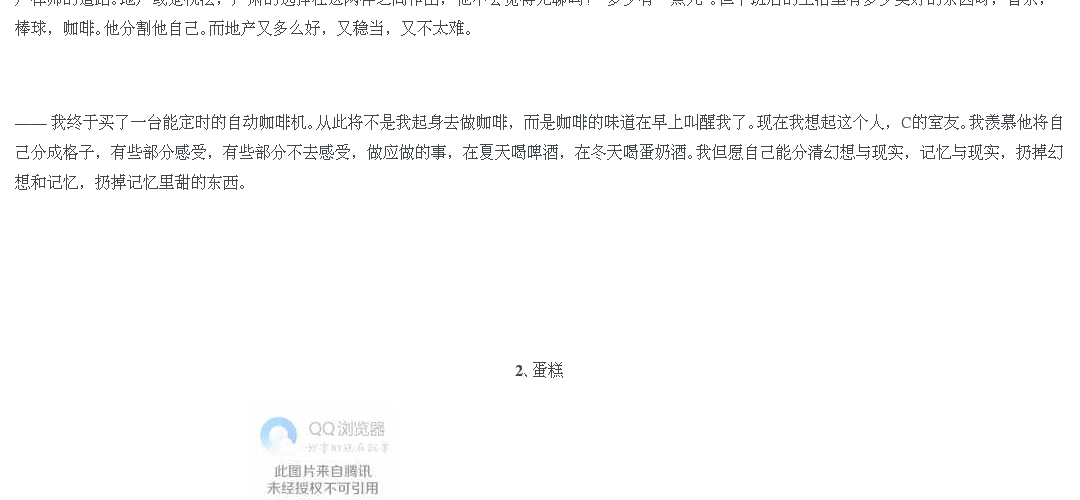 棒球，咖啡。他分割他自己。而地产又多么好，又稳当，又不太难。
—— 我终于买了一台能定时的自动咖啡机。从此将不是我起身去做咖啡，而是咖啡的味道在早上叫醒我了。现在我想起这个人，C的室友。我羡慕他将自
己分成格子，有些部分感受，有些部分不去感受，做应做的事，在夏天喝啤酒，在冬天喝蛋奶酒。我但愿自己能分清幻想与现实，记忆与现实，扔掉幻
想和记忆，扔掉记忆里甜的东西。
2、蛋糕
QQ浏览器
此图片来自腾讯
未经授权不可引用